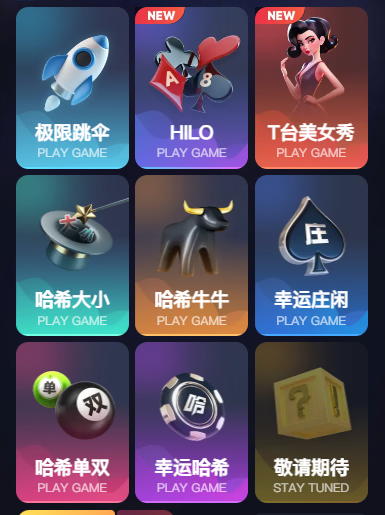 NEW
NEW
A
8
极限跳伞
HILO
T台美女秀
PLAY GAME
PLAY GAME
PLAY GAME
庄
哈希大小
哈希牛牛
幸运庄闲
PLAY GAME
PLAY GAME
PLAY GAME
单
双
哈
哈希单双
幸运哈希
敬请期待
PLAY GAME
PLAY GAME
STAY TUNED